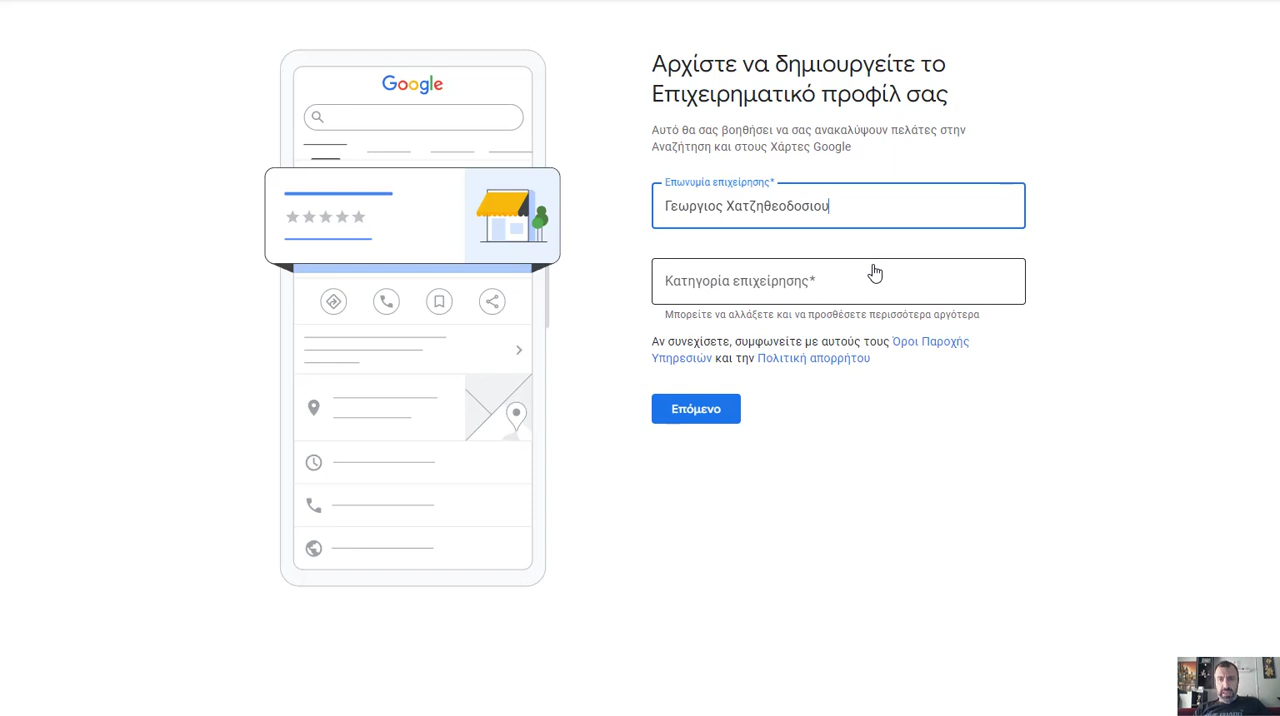 Google
Αρχίστε να δημιουργείτε το
Επιχειρηματικό προφίλ σας
Αυτό θα σας βοηθήσει να σας ανακαλύψουν πελάτες στην
Αναζήτηση και στους Χάρτες Google
Επωνυμία επιχείρησης*
Γεωργιος Χατζηθεοδοσιου
Κατηγορία επιχείρησης*
Μπορείτε να αλλάξετε και να προσθέσετε περισσότερα αργότερα
Αν συνεχίσετε, συμφωνείτε με αυτούς τους Όροι Παροχής
Υπηρεσιών και την Πολιτική απορρήτου
Επόμενο